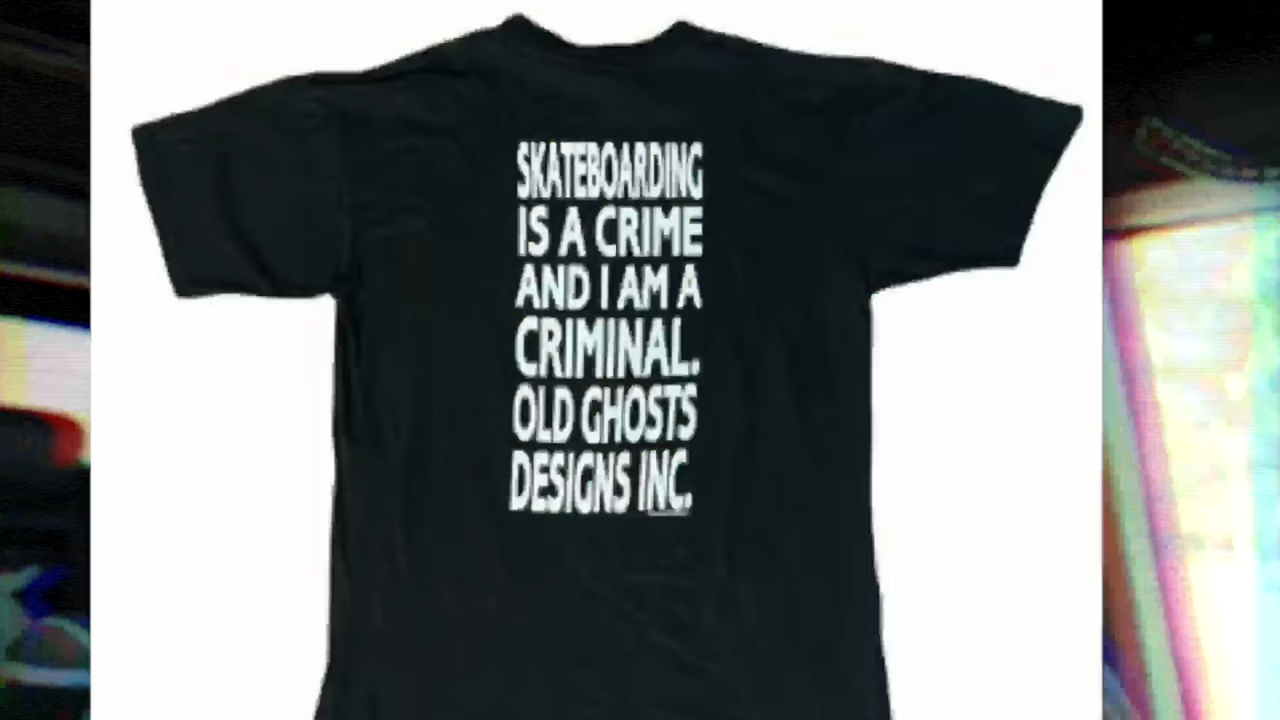 SKATEBOARDING
IS A CRIME
AND I AM A
CRIMINAL.
OLD GHOSTS
DESIGNS INC.